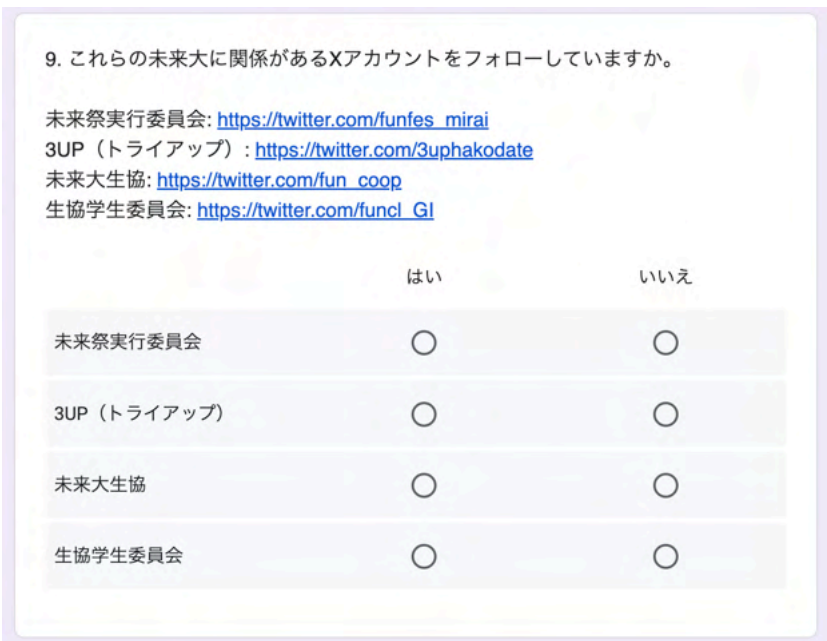 9. これらの未来大に関係があるXアカウントをフォローしていますか。
未来祭実行委員会: https://twitter.com/funfes_mirai
3UP（トライアップ）: https://twitter.com/3uphakodate
未来大生協: https://twitter.com/fun_coop
生協学生委員会: https://twitter.com/funcl_GI
はい いいえ
未来祭実行委員会
3UP（トライアップ）
未来大生協
生協学生委員会